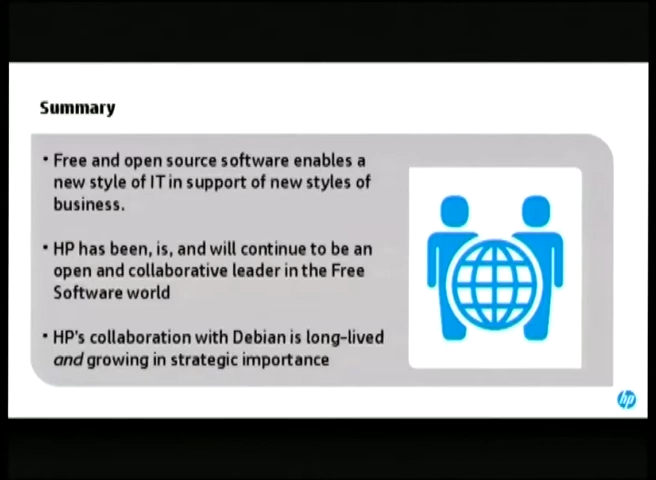 Summary
• Free and open source software enables a
new style of IT in support of new styles of
business.
• HP has been, is, and will continue to be an
open and collaborative leader in the Free
Software world
• HP's collaboration with Debian is long-lived
and growing in strategic importance
hp